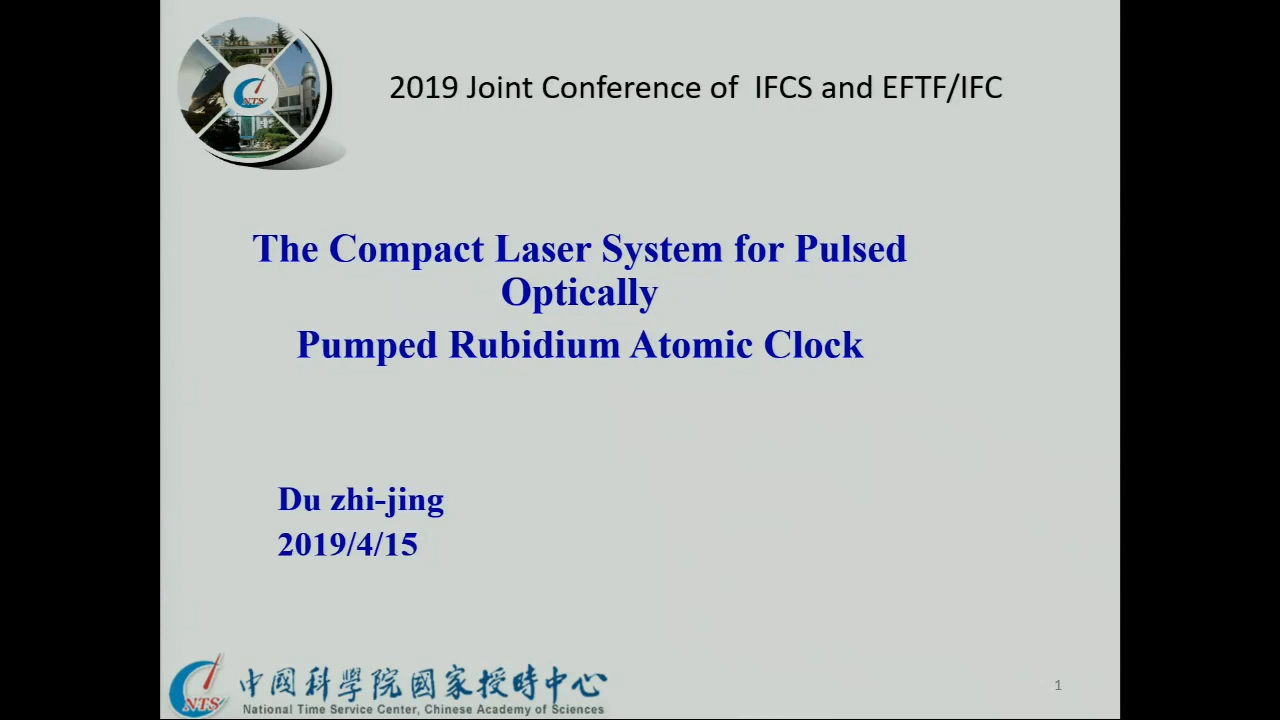 NTS
2019 Joint Conference of IFCS and EFTF/IFC
The Compact Laser System for Pulsed
Optically
Pumped Rubidium Atomic Clock
Du zhi-jing
2019/4/15
NTS
中國科學院國家授時中心
National Time Service Center, Chinese Academy of Sciences
1